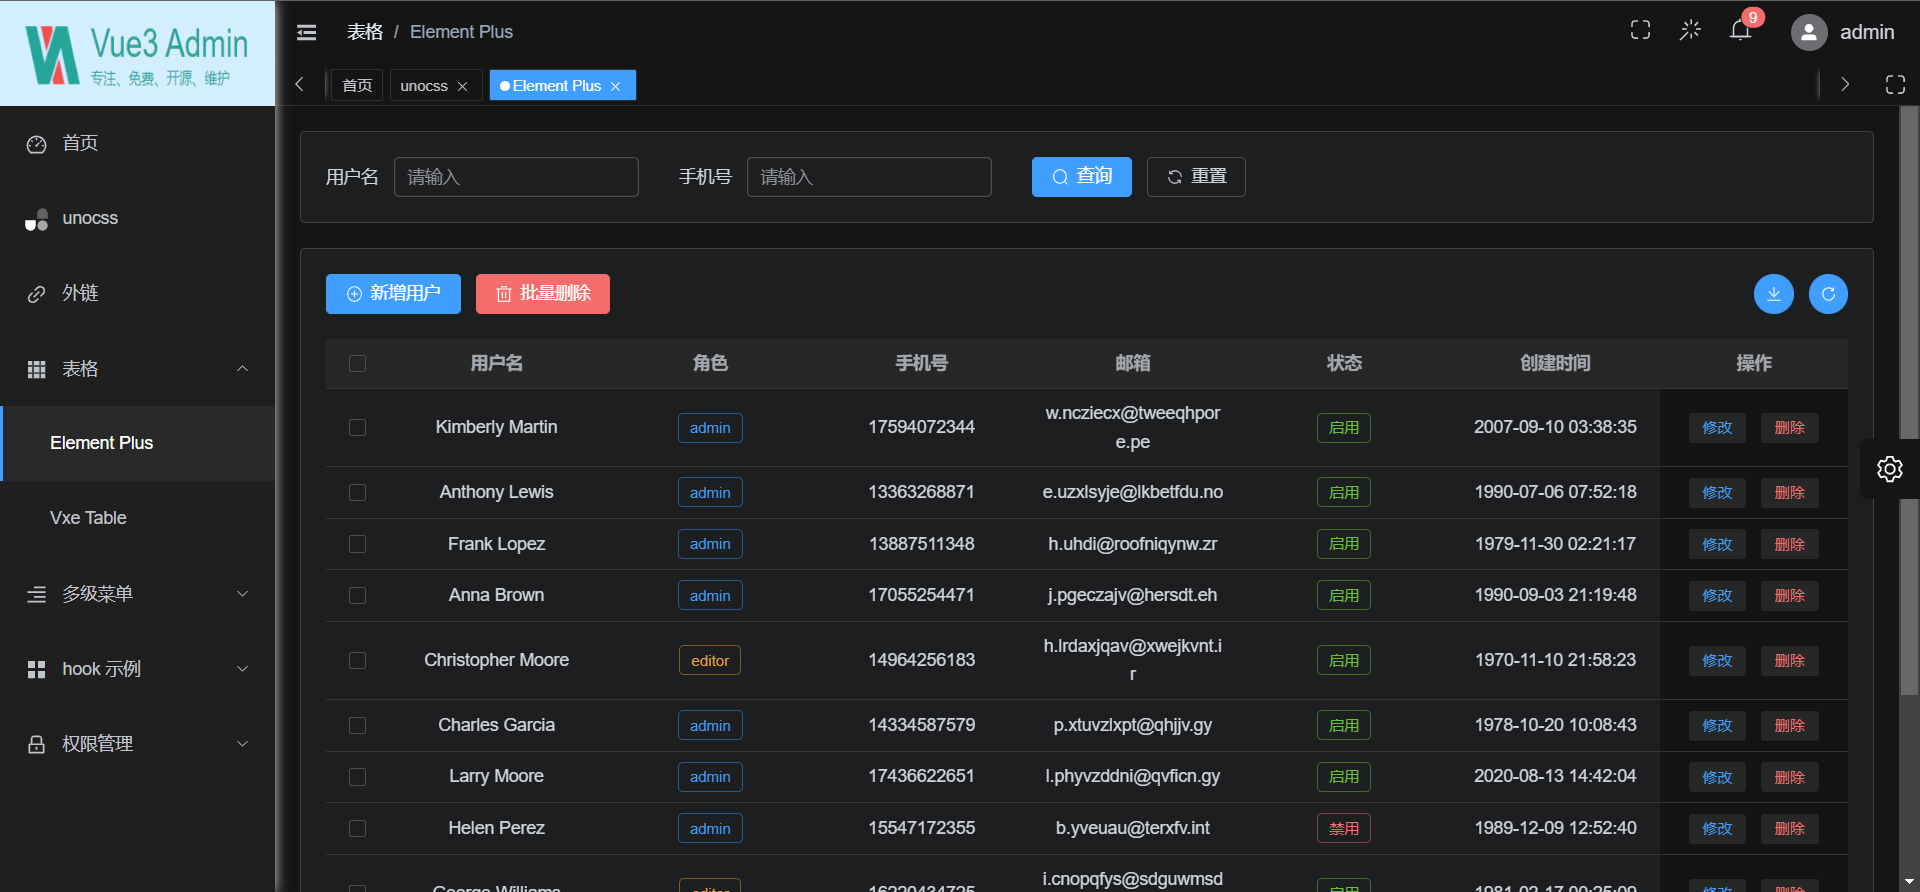 Vue3 Admin
专注、免费、开源、维护
首页
unocss
外链
表格
Element Plus
Vxe Table
多级菜单
hook 示例
权限管理
表格 / Element Plus
9
admin
首页
unocss
Element Plus
用户名 请输入 手机号 请输入 查询 重置
新增用户 批量删除
用户名 角色 手机号 邮箱 状态 创建时间 操作
Kimberly Martin admin 17594072344 w.ncziecx@tweeqhpor
e.pe 启用 2007-09-10 03:38:35 修改 删除
Anthony Lewis admin 13363268871 e.uzxlsyje@lkbetfdu.no 启用 1990-07-06 07:52:18 修改 删除
Frank Lopez admin 13887511348 h.uhdi@roofniqynw.zr 启用 1979-11-30 02:21:17 修改 删除
Anna Brown admin 17055254471 j.pgeczajv@hersdt.eh 启用 1990-09-03 21:19:48 修改 删除
Christopher Moore editor 14964256183 h.lrdaxjqav@xwejkvnt.i
r 启用 1970-11-10 21:58:23 修改 删除
Charles Garcia admin 14334587579 p.xtuvzlxpt@qhjjv.gy 启用 1978-10-20 10:08:43 修改 删除
Larry Moore admin 17436622651 l.phyvzddni@qvficn.gy 启用 2020-08-13 14:42:04 修改 删除
Helen Perez admin 15547172355 b.yveuau@terxfv.int 禁用 1989-12-09 12:52:40 修改 删除
George Williams editor i.cnopqfys@sdguwmsd 启用 修改 删除